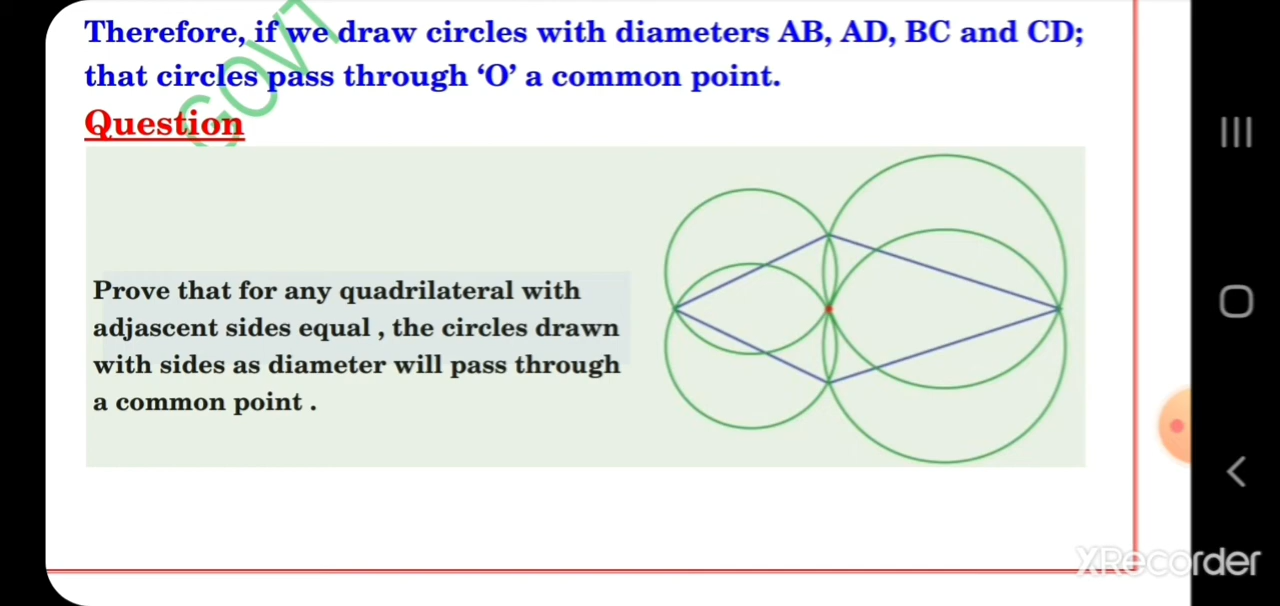 Therefore, if we draw circles with diameters AB, AD, BC and CD;
that circles pass through ‘O’ a common point.
GOVT
Question
Prove that for any quadrilateral with
adjascent sides equal , the circles drawn
with sides as diameter will pass through
a common point .
XRecorder